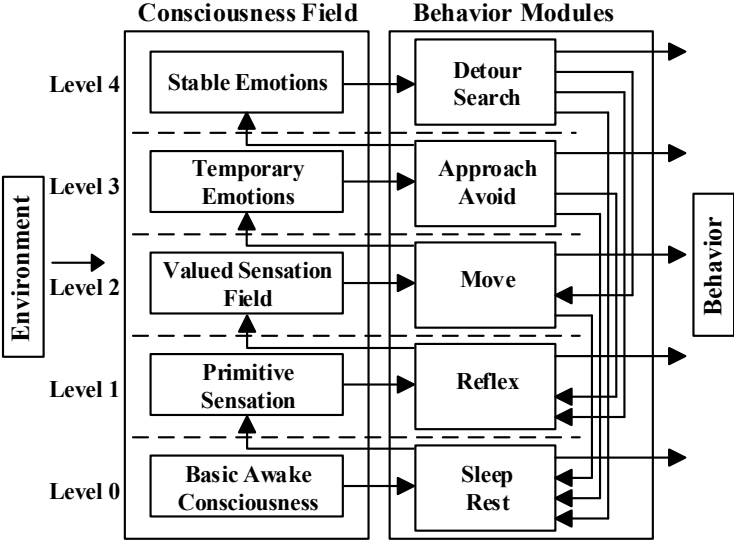 Consciousness Field
Behavior Modules
Level 4
Stable Emotions
Detour
Search
Level 3
Temporary
Emotions
Approach
Avoid
Environment
Level 2
Valued Sensation
Field
Move
Behavior
Level 1
Primitive
Sensation
Reflex
Level 0
Basic Awake
Consciousness
Sleep
Rest